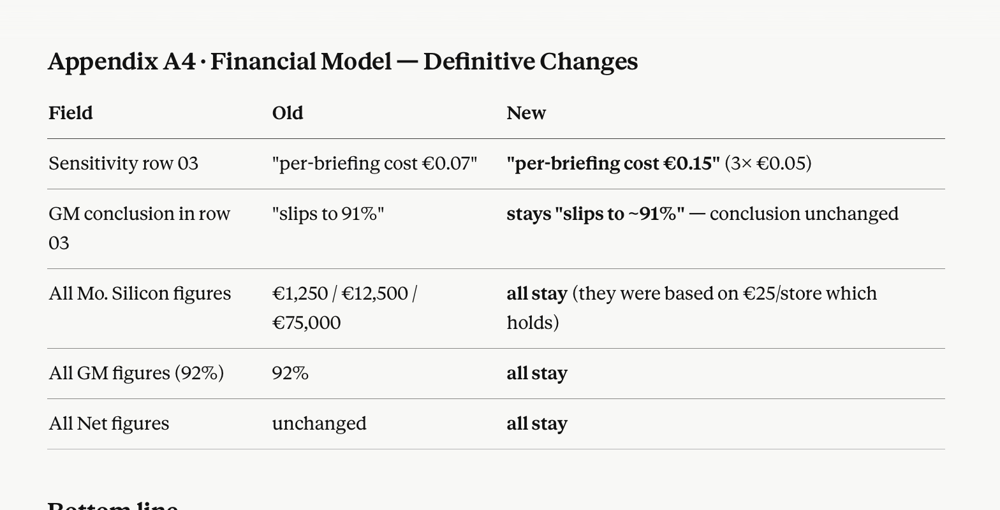 Appendix A4 · Financial Model — Definitive Changes
Field Old New
Sensitivity row 03 "per-briefing cost €0.07" "per-briefing cost €0.15" (3× €0.05)
GM conclusion in row "slips to 91%" stays "slips to ~91%" — conclusion unchanged
03
All Mo. Silicon figures €1,250 / €12,500 / all stay (they were based on €25/store which
€75,000 holds)
All GM figures (92%) 92% all stay
All Net figures unchanged all stay
Bottom line